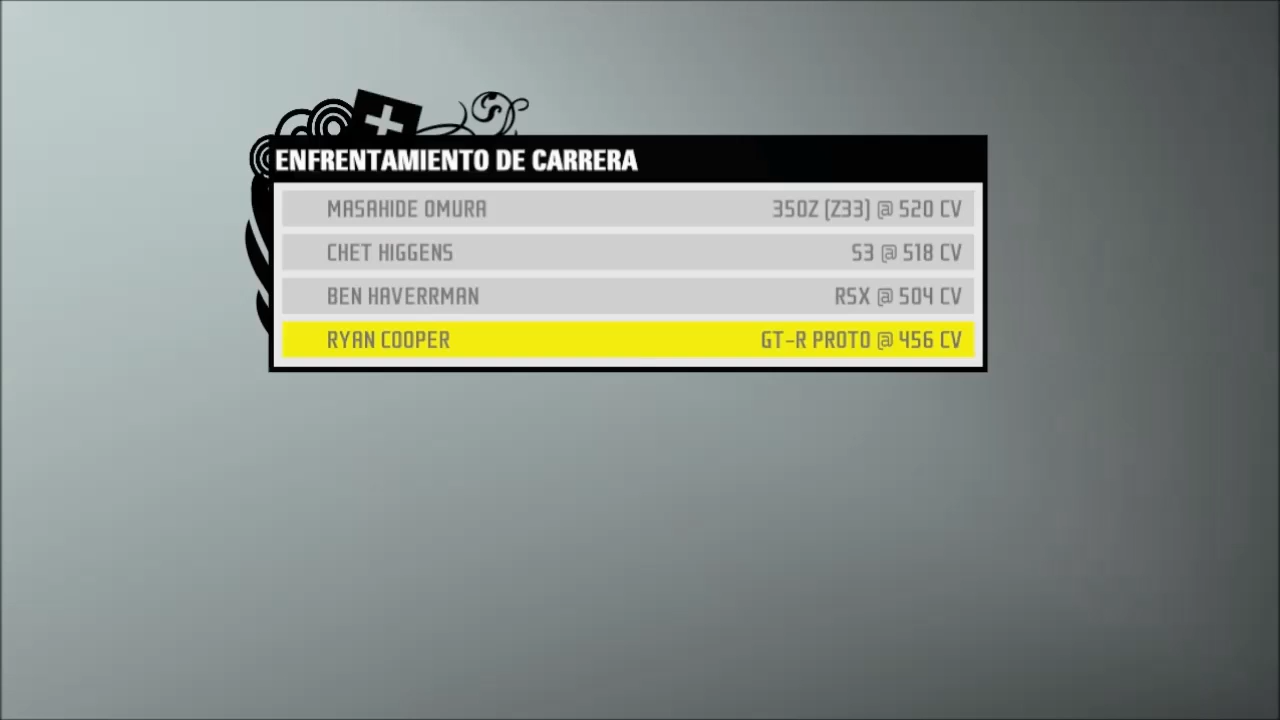 ENFRENTAMIENTO DE CARRERA
MASAHIDE OMURA 350Z (Z33) @ 520 CV
CHET HIGGENS S3 @ 518 CV
BEN HAVERRMAN RSX @ 504 CV
RYAN COOPER GT-R PROTO @ 456 CV